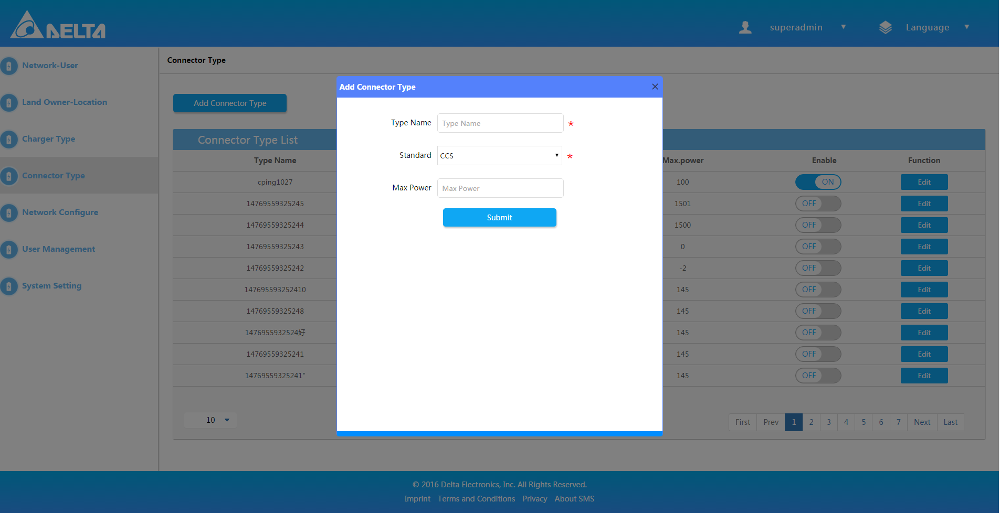 DELTA
superadmin
Language
Network-User
Land Owner-Location
Charger Type
Connector Type
Network Configure
User Management
System Setting
Connector Type
Add Connector Type
Connector Type List
Type Name Max.power Enable Function
cping1027 100 ON Edit
14769559325245 1501 OFF Edit
14769559325244 1500 OFF Edit
14769559325243 0 OFF Edit
14769559325242 -2 OFF Edit
147695593252410 145 OFF Edit
14769559325248 145 OFF Edit
1476955932524好 145 OFF Edit
14769559325241 145 OFF Edit
14769559325241" 145 OFF Edit
10
First Prev 1 2 3 4 5 6 7 Next Last
Add Connector Type
Type Name Type Name *
Standard CCS *
Max Power Max Power
Submit
© 2016 Delta Electronics, Inc. All Rights Reserved.
Imprint Terms and Conditions Privacy About SMS